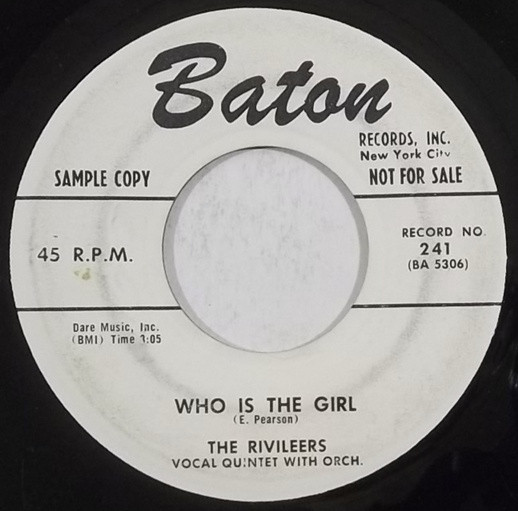 Baton
RECORDS, INC.
New York City
SAMPLE COPY
NOT FOR SALE
45 R.P.M.
RECORD NO.
241
(BA 5306)
Dare Music, Inc.
(BMI) Time 3:05
WHO IS THE GIRL
(E. Pearson)
THE RIVILEERS
VOCAL QUINTET WITH ORCH.